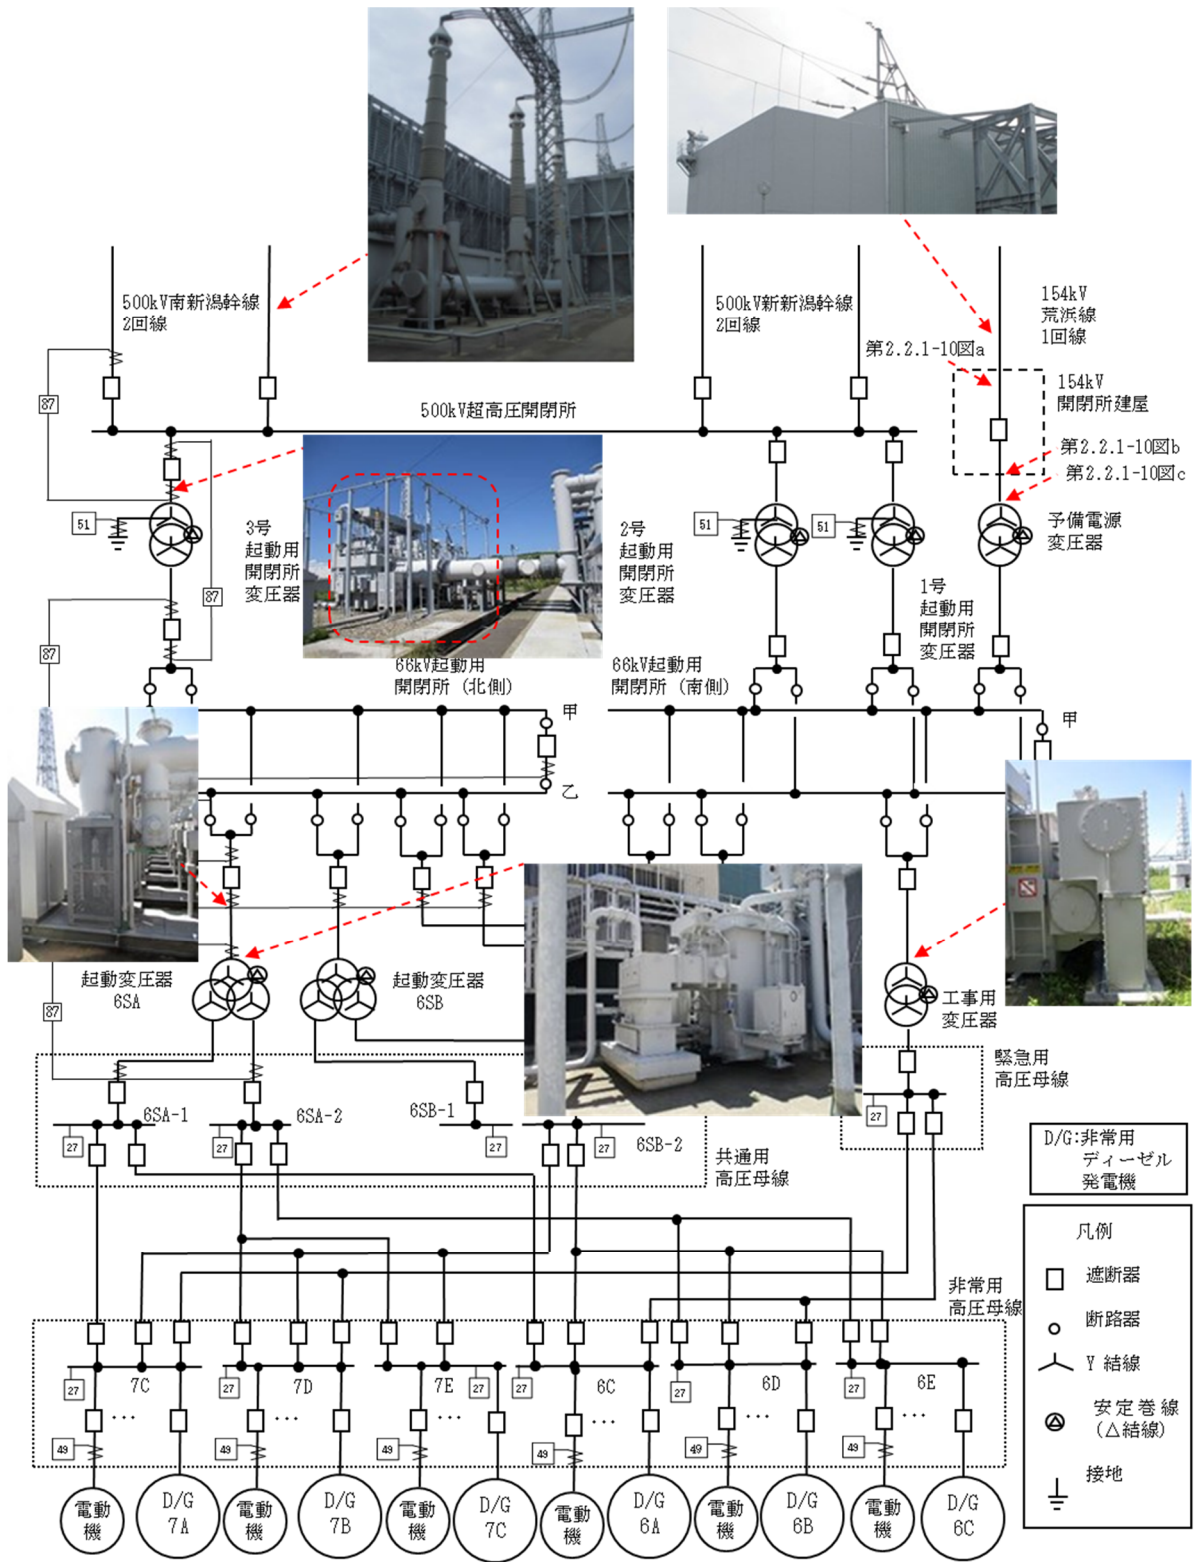 500kV南新潟幹線
2回線
500kV新新潟幹線
2回線
154kV
荒浜線
1回線
第2.2.1-10図a
154kV
開閉所建屋
87
500kV超高圧開閉所
第2.2.1-10図b
第2.2.1-10図c
51
3号
起動用
開閉所
変圧器
2号
起動用
開閉所
変圧器
51
51
予備電源
変圧器
87
87
1号
起動用
開閉所
変圧器
66kV起動用
開閉所 (北側)
66kV起動用
開閉所 (南側)
甲
甲
乙
起動変圧器
6SA
起動変圧器
6SB
工事用
変圧器
87
緊急用
高圧母線
6SA-1
6SA-2
6SB-1
6SB-2
27
27
27
27
27
共通用
高圧母線
D/G:非常用
ディーゼル
発電機
凡例
遮断器
断路器
Y 結線
安定巻線
(△結線)
接地
非常用
高圧母線
27
7C
27
7D
7E
27
27
6C
27
6D
27
6E
...
...
...
...
...
...
49
49
49
49
49
49
電動
機
D/G
7A
電動
機
D/G
7B
電動
機
D/G
7C
電動
機
D/G
6A
電動
機
D/G
6B
電動
機
D/G
6C